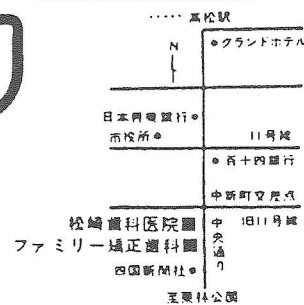 ‥‥‥ 高松駅
N
●グランドホテル
日本興業銀行●
市役所●
11号線
●百十四銀行
中新町交差点
松崎歯科医院■
中央通り
旧11号線
ファミリー矯正歯科■
四国新聞社●
至栗林公園